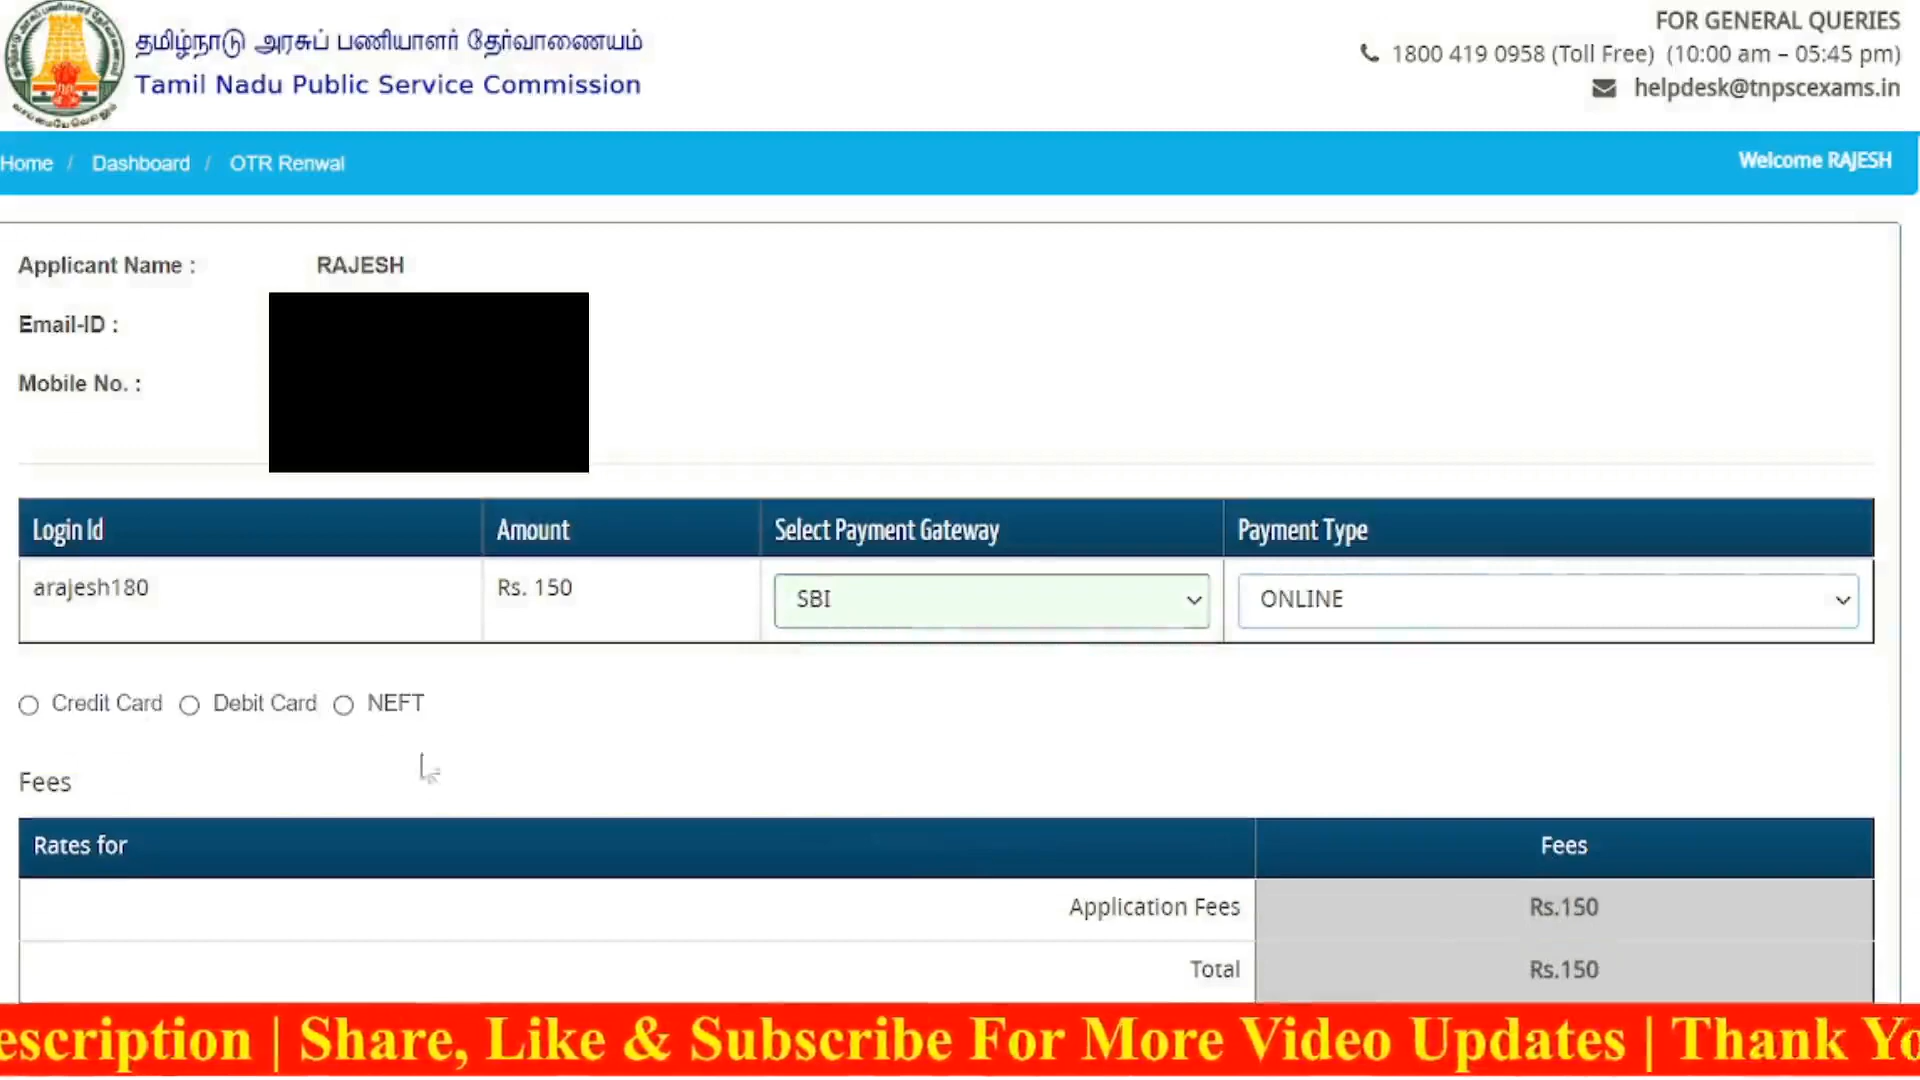 தமிழ்நாடு அரசுப் பணியாளர் தேர்வாணையம்
Tamil Nadu Public Service Commission
FOR GENERAL QUERIES
1800 419 0958 (Toll Free) (10:00 am – 05:45 pm)
helpdesk@tnpscexams.in
Home / Dashboard / OTR Renwal
Welcome RAJESH
Applicant Name : RAJESH
Email-ID :
Mobile No. :
Login Id Amount Select Payment Gateway Payment Type
arajesh180 Rs. 150 SBI ONLINE
Credit Card Debit Card NEFT
Fees
Rates for Fees
Application Fees Rs.150
Total Rs.150
escription | Share, Like & Subscribe For More Video Updates | Thank Yo